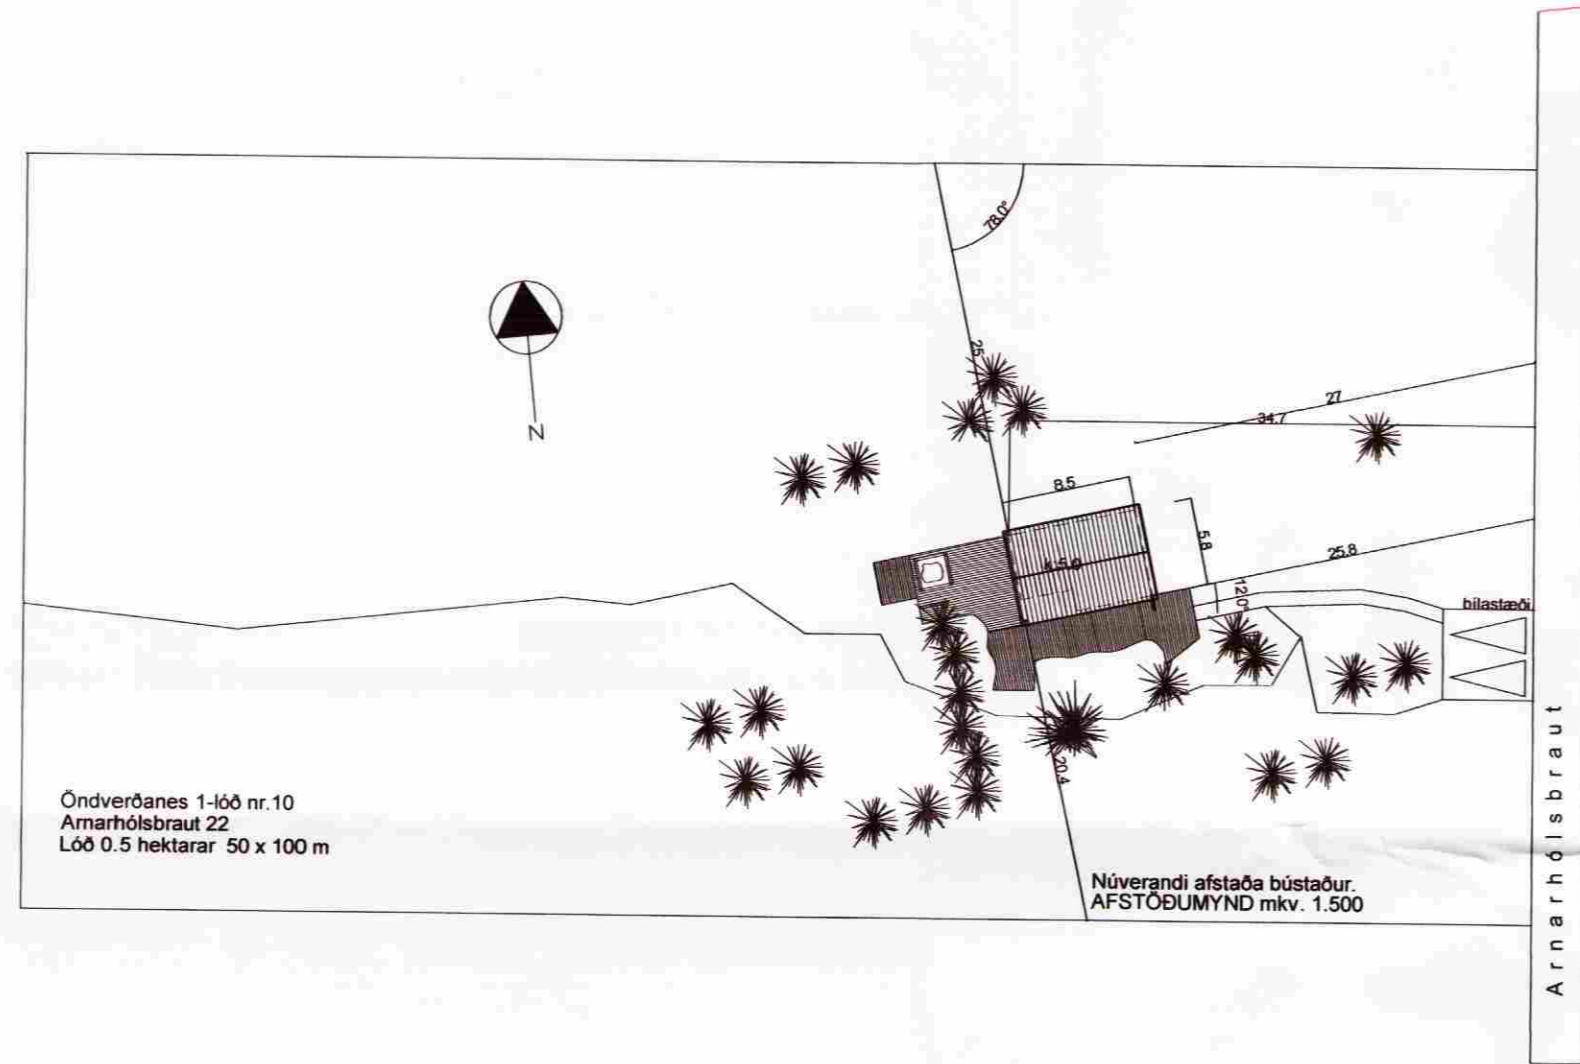 78.0°
N
25
27
34.7
8.5
5.8
k:5.0
25.8
12.0°
bílastæði
20.4
Öndverðanes 1-lóð nr.10
Arnarhólsbraut 22
Lóð 0.5 hektarar 50 x 100 m
Núverandi afstaða bústaður.
AFSTÖÐUMYND mkv. 1.500
Arnarhólsbraut